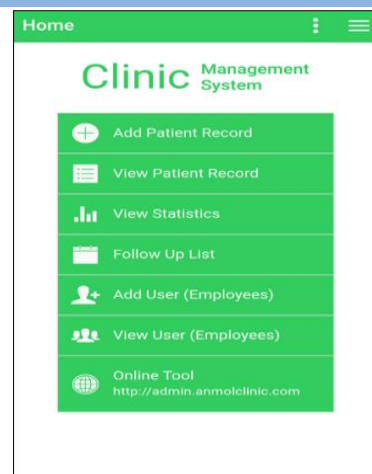 Home
Clinic Management System
Add Patient Record
View Patient Record
View Statistics
Follow Up List
Add User (Employees)
View User (Employees)
Online Tool
http://admin.anmolclinic.com